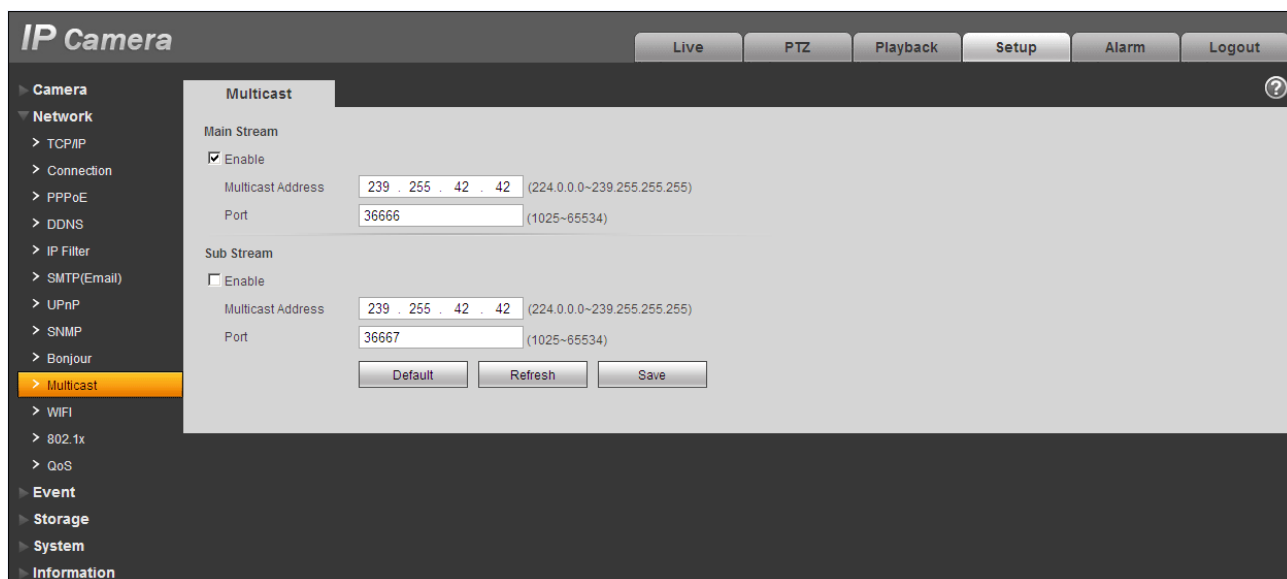 IP Camera
Live PTZ Playback Setup Alarm Logout
Camera
Network
TCP/IP
Connection
PPPoE
DDNS
IP Filter
SMTP(Email)
UPnP
SNMP
Bonjour
Multicast
WIFI
802.1x
QoS
Event
Storage
System
Information
Multicast
?
Main Stream
Enable
Multicast Address 239 . 255 . 42 . 42 (224.0.0.0~239.255.255.255)
Port 36666 (1025~65534)
Sub Stream
Enable
Multicast Address 239 . 255 . 42 . 42 (224.0.0.0~239.255.255.255)
Port 36667 (1025~65534)
Default Refresh Save